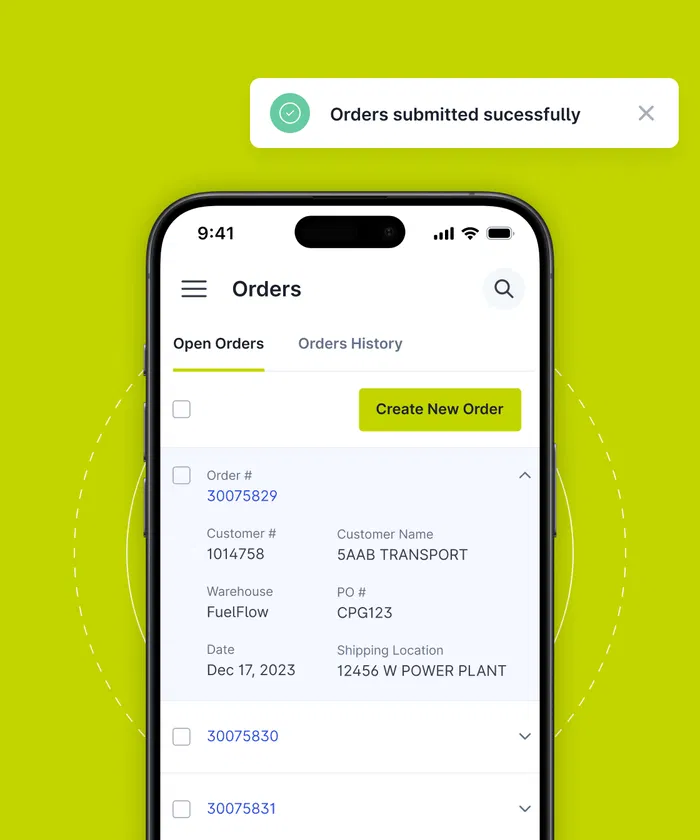 Orders submitted sucessfully
9:41
Orders
Open Orders
Orders History
Create New Order
Order #
30075829
Customer #
Customer Name
1014758
5AAB TRANSPORT
Warehouse
PO #
FuelFlow
CPG123
Date
Shipping Location
Dec 17, 2023
12456 W POWER PLANT
30075830
30075831